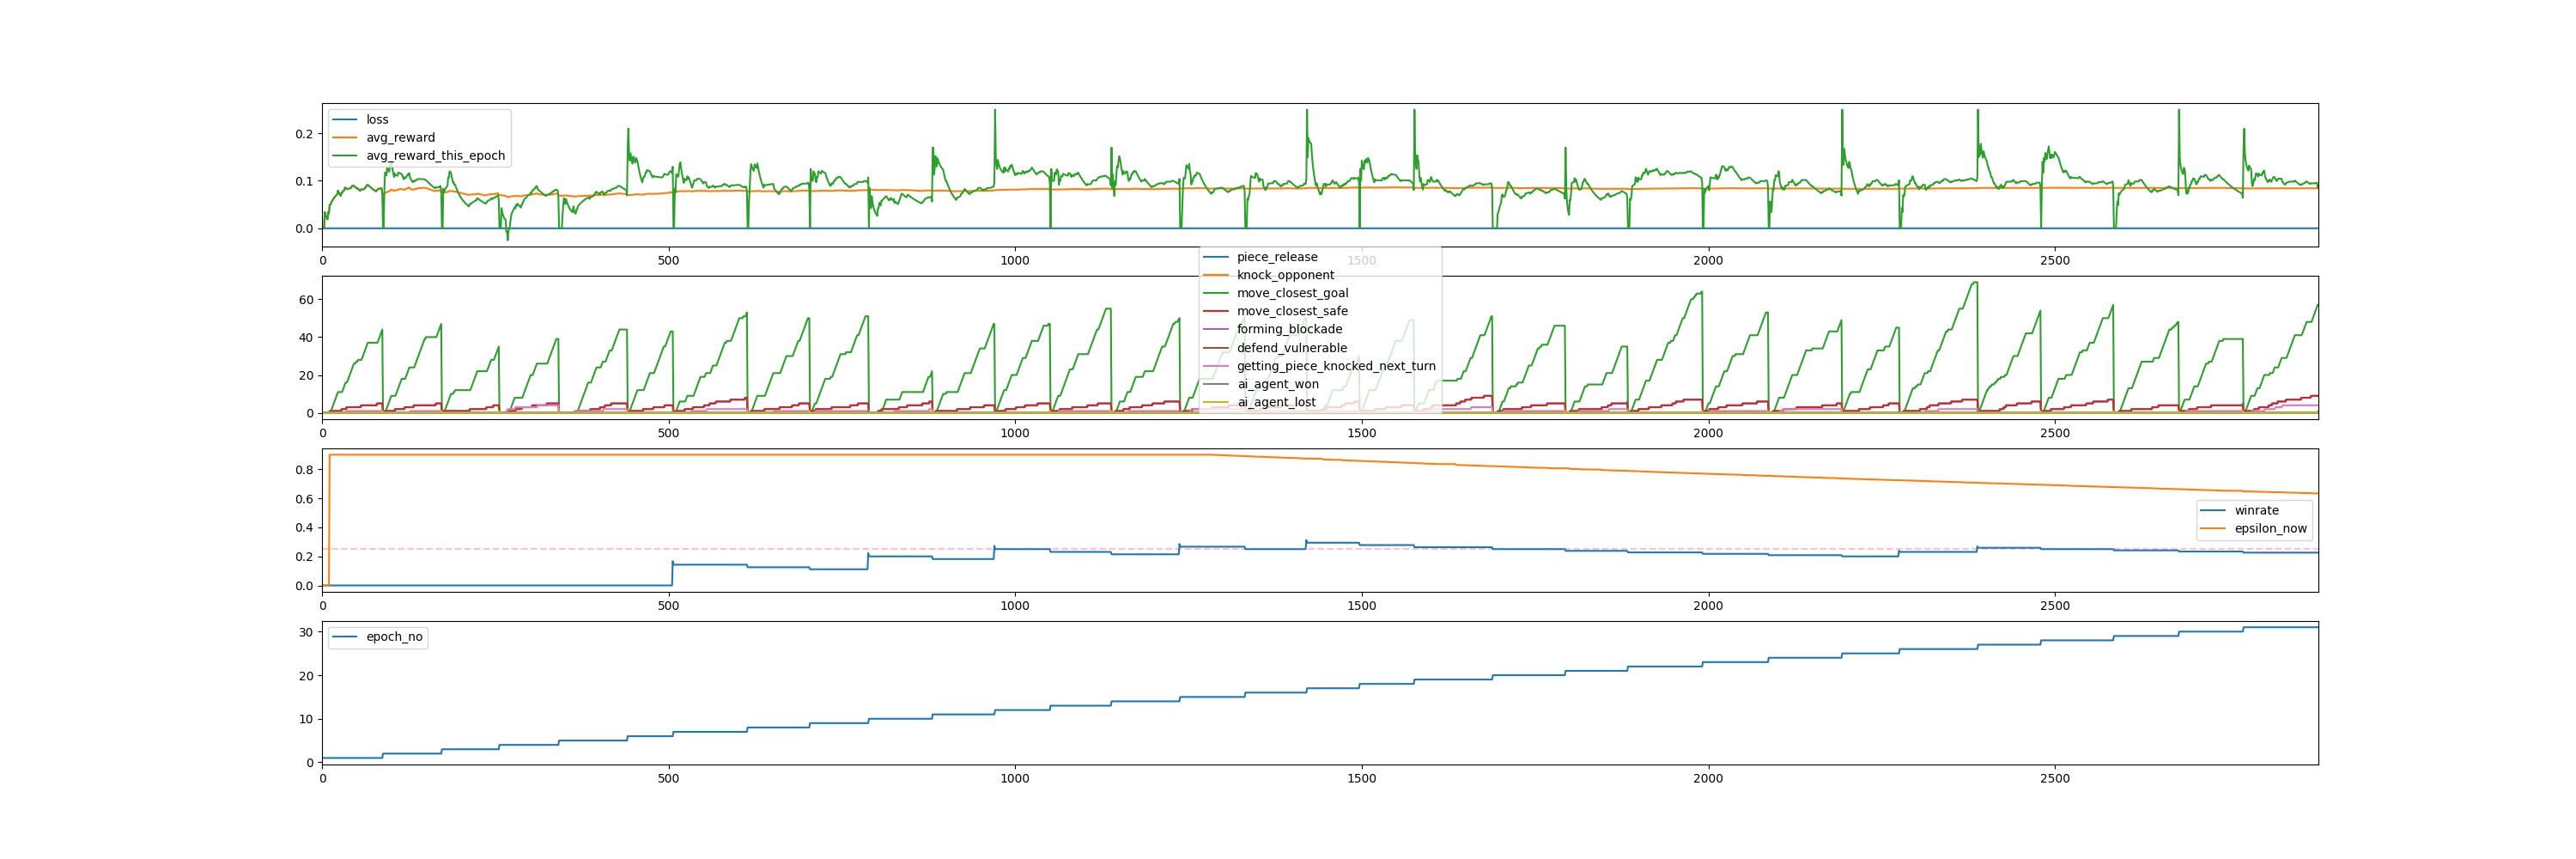 loss
avg_reward
avg_reward_this_epoch
0.2
0.1
0.0
0 500 1000 1500 2000 2500
piece_release
knock_opponent
move_closest_goal
move_closest_safe
forming_blockade
defend_vulnerable
getting_piece_knocked_next_turn
ai_agent_won
ai_agent_lost
60
40
20
0
0 500 1000 1500 2000 2500
0.8
0.6
0.4
0.2
0.0
winrate
epsilon_now
0 500 1000 1500 2000 2500
epoch_no
30
20
10
0
0 500 1000 1500 2000 2500